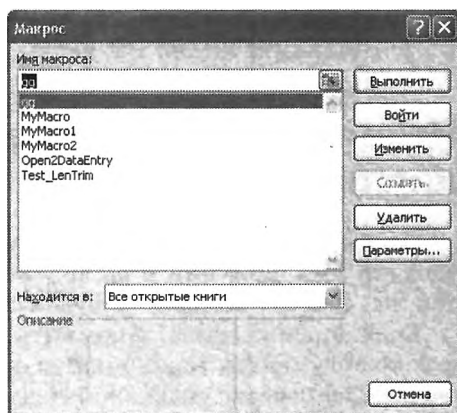 Макрос
Имя макроса:
gg
gg
Выполнить
MyMacro
MyMacro1
MyMacro2
Open2DataEntry
Test_LenTrim
Войти
Изменить
Создать
Удалить
Параметры...
Находится в: Все открытые книги
Описание
Отмена